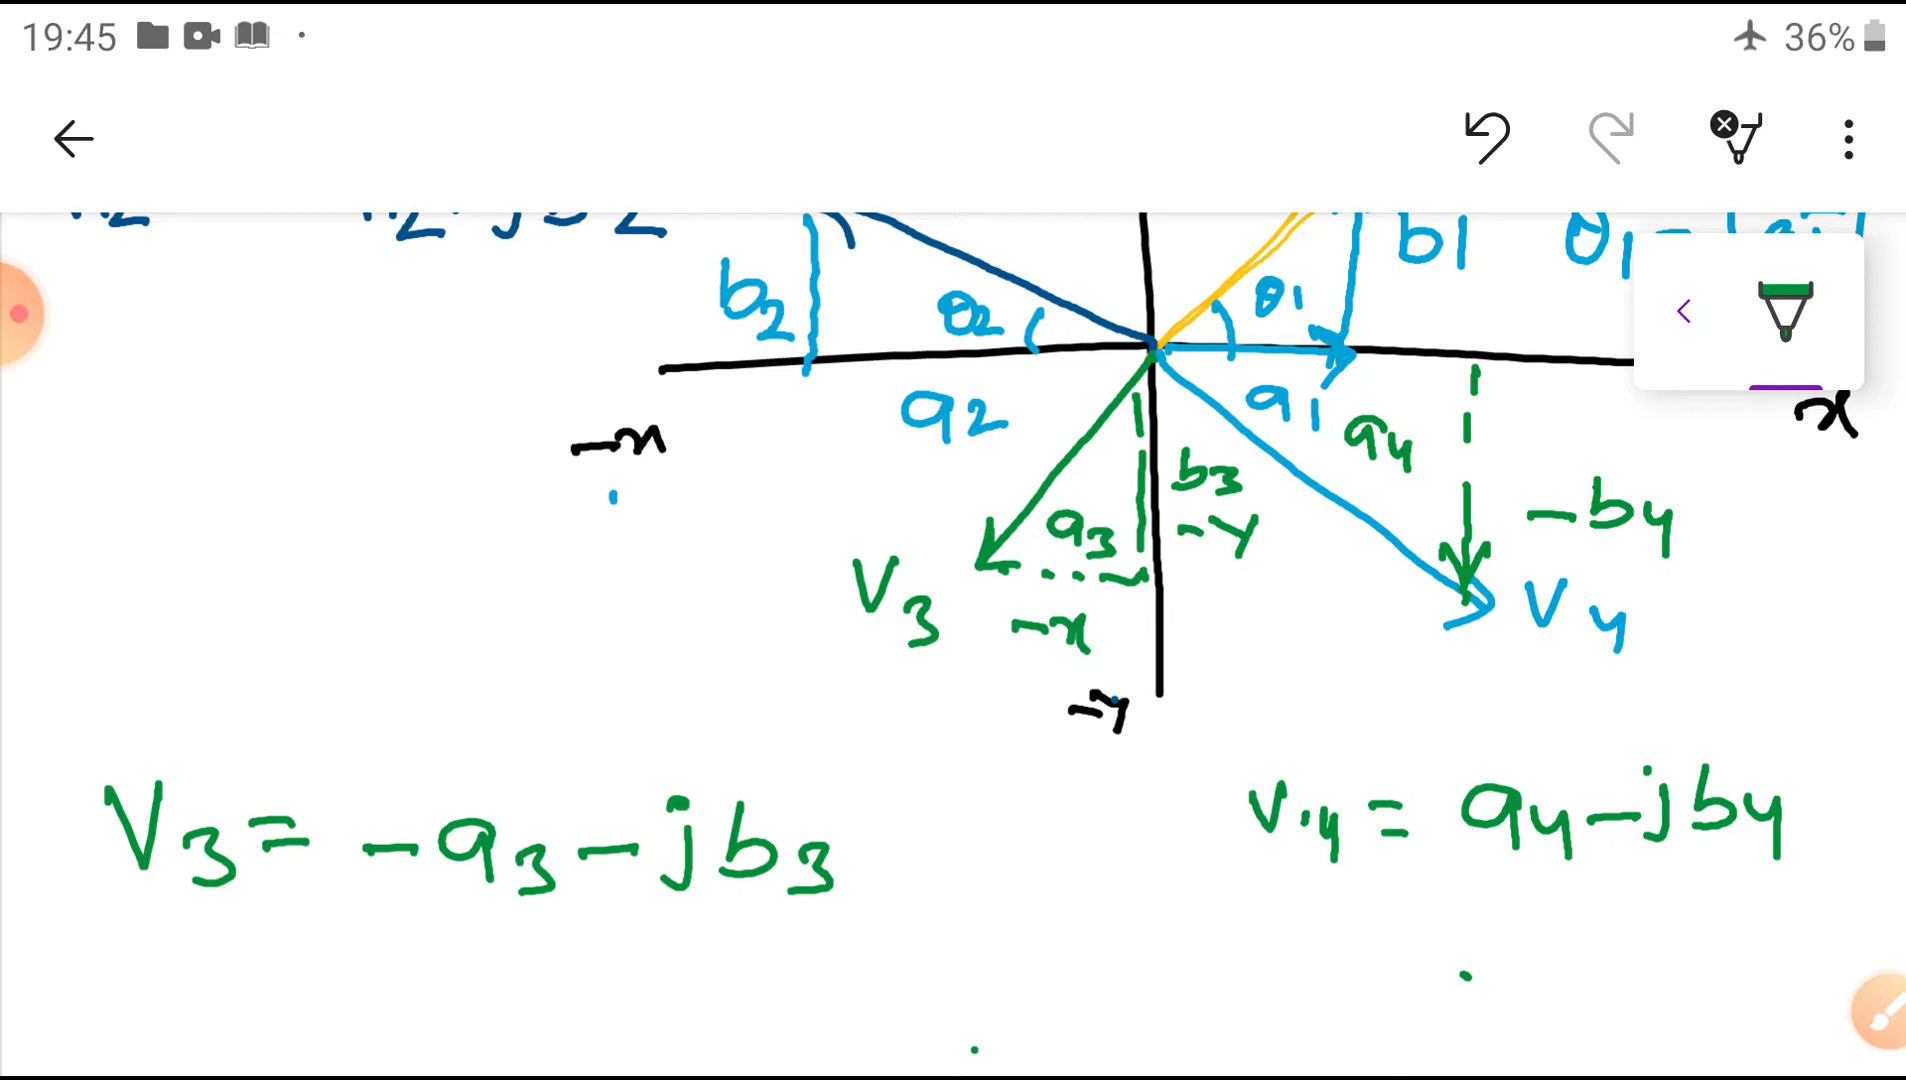 19:45
36%
b1
θ1
b2
θ2
θ1
a2
a1
a4
x
-x
b3
-b4
a3
-y
V3
-x
V4
-y
V3 = -a3 - jb3
V4 = a4 - jb4